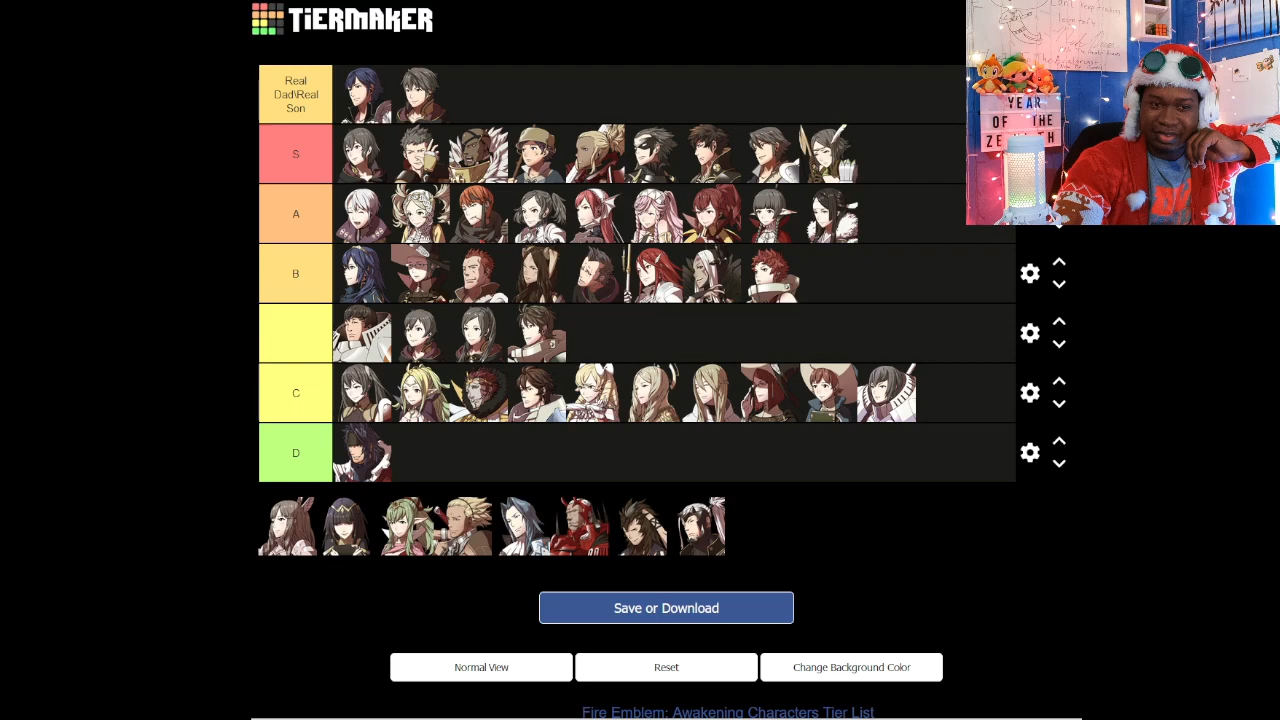 TiERMAKER
Real
Dad\Real
Son
S
A
B
C
D
YEAR
OF THE
Save or Download
Normal View
Reset
Change Background Color
Fire Emblem: Awakening Characters Tier List